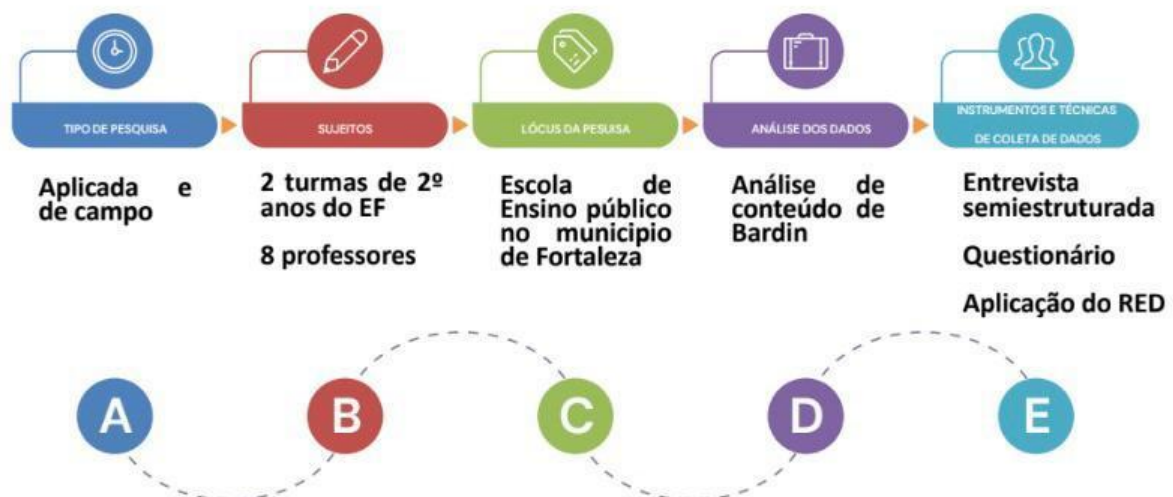 TIPO DE PESQUISA
SUJEITOS
LÓCUS DA PESUISA
ANÁLISE DOS DADOS
INSTRUMENTOS E TÉCNICAS
DE COLETA DE DADOS
Aplicada e
de campo
2 turmas de 2º
anos do EF
8 professores
Escola de
Ensino público
no municipio
de Fortaleza
Análise de
conteúdo de
Bardin
Entrevista
semiestruturada
Questionário
Aplicação do RED
A
B
C
D
E